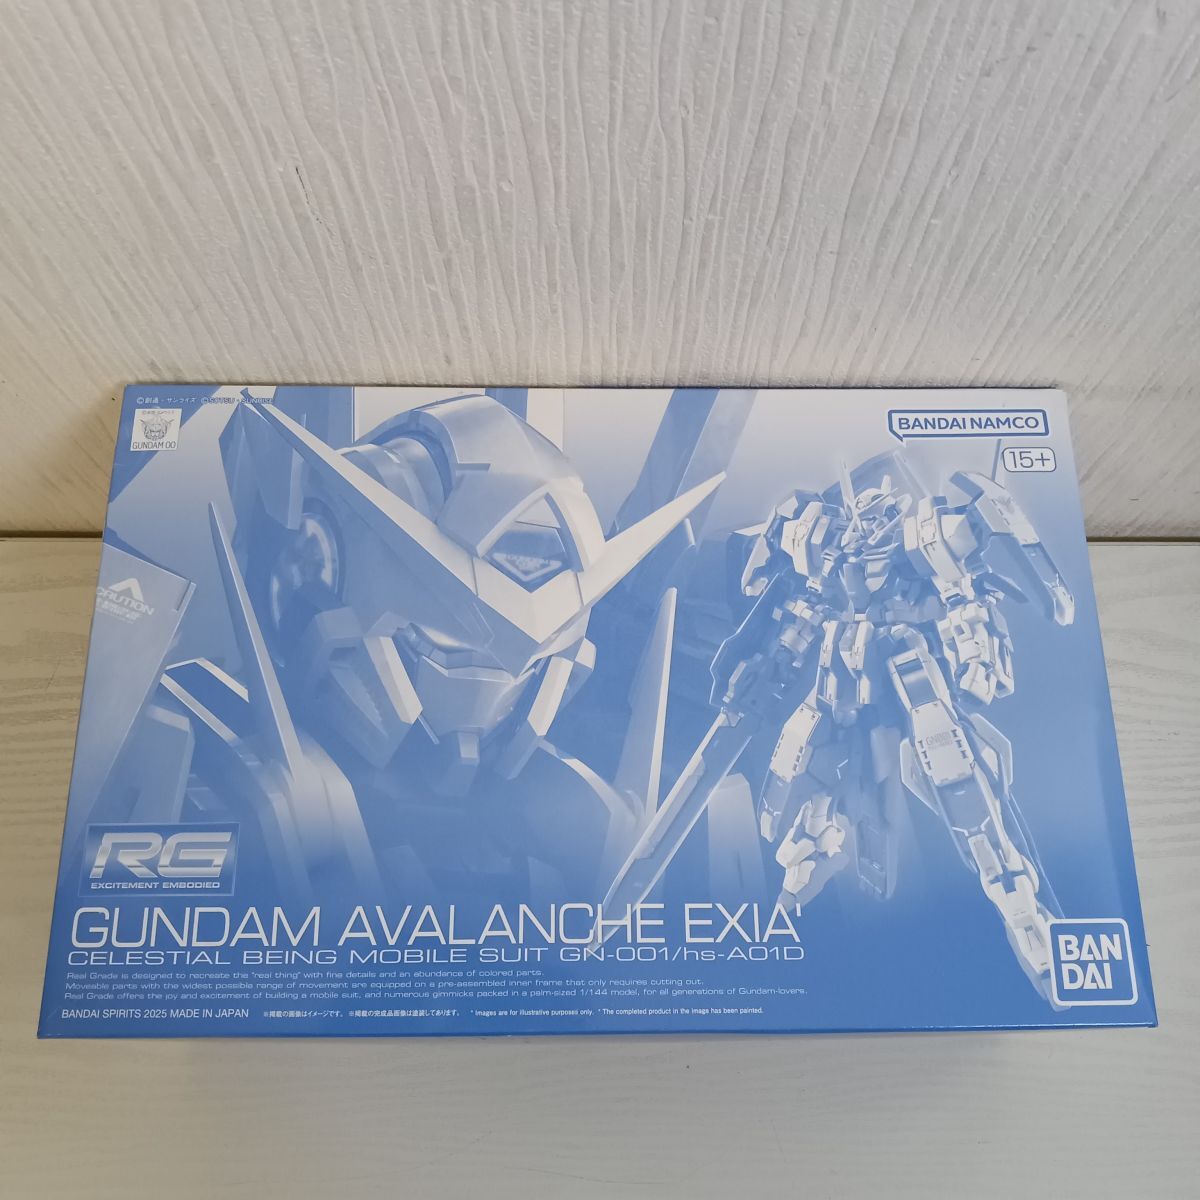 ©創通・サンライズ ©SOTSU・SUNRISE
GUNDAM 00
BANDAI NAMCO
15+
CAUTION
GN001
RG
EXCITEMENT EMBODIED
GUNDAM AVALANCHE EXIA'
CELESTIAL BEING MOBILE SUIT GN-001/hs-A01D
Real Grade is designed to recreate the "real thing" with fine details and an abundance of colored parts.
Moveable parts with the widest possible range of movement are equipped on a pre-assembled inner frame that only requires cutting out.
Real Grade offers the joy and excitement of building a mobile suit, and numerous gimmicks packed in a palm-sized 1/144 model, for all generations of Gundam-lovers.
BANDAI SPIRITS 2025 MADE IN JAPAN ※掲載の画像はイメージです。 ※掲載の完成品画像は塗装してあります。 * Images are for illustrative purposes only. * The completed product in the image has been painted.
BAN
DAI